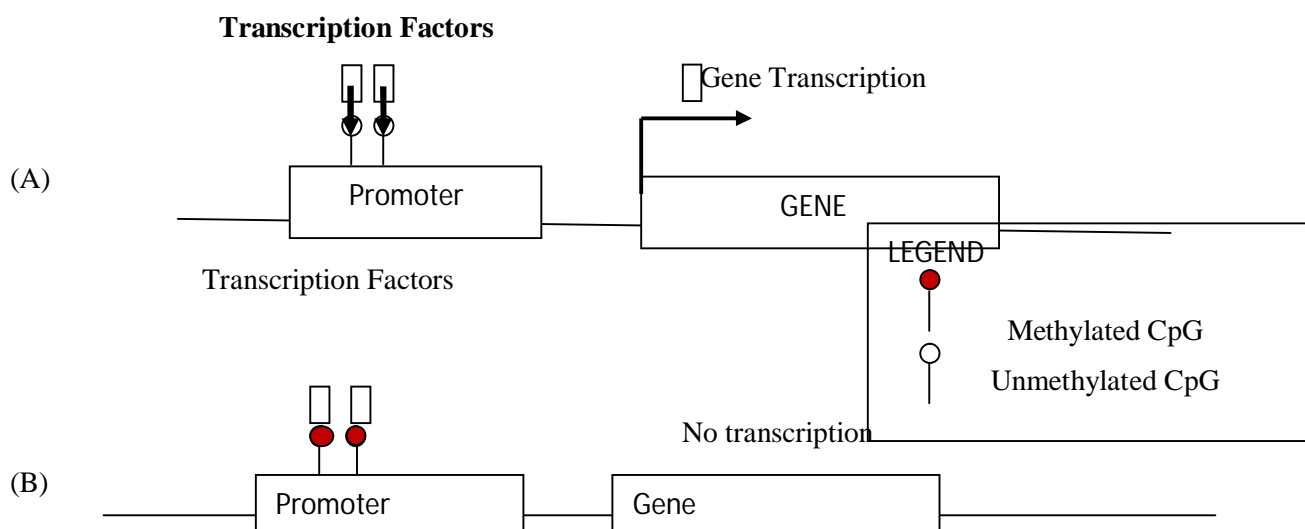 Transcription Factors
Gene Transcription
(A)
Promoter
GENE
LEGEND
Transcription Factors
Methylated CpG
Unmethylated CpG
No transcription
(B)
Promoter
Gene